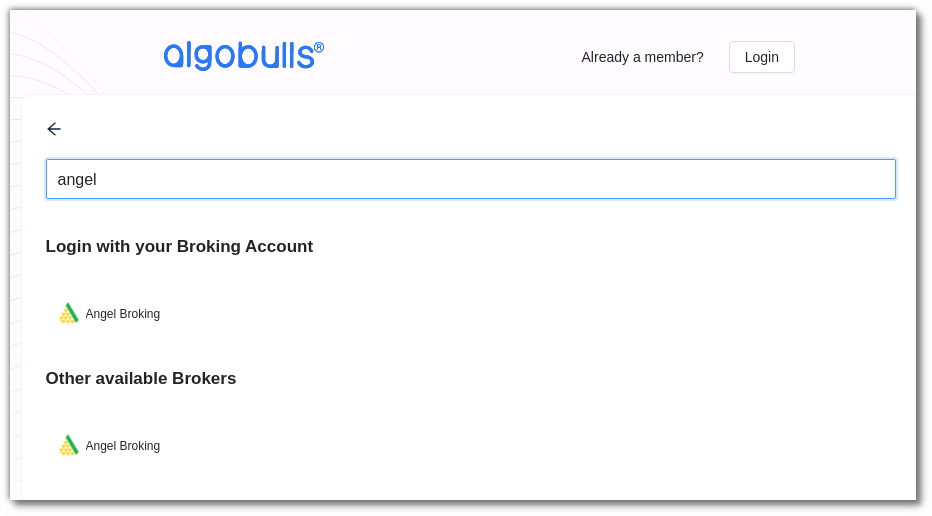 algobulls®
Already a member?
Login
angel
Login with your Broking Account
Angel Broking
Other available Brokers
Angel Broking